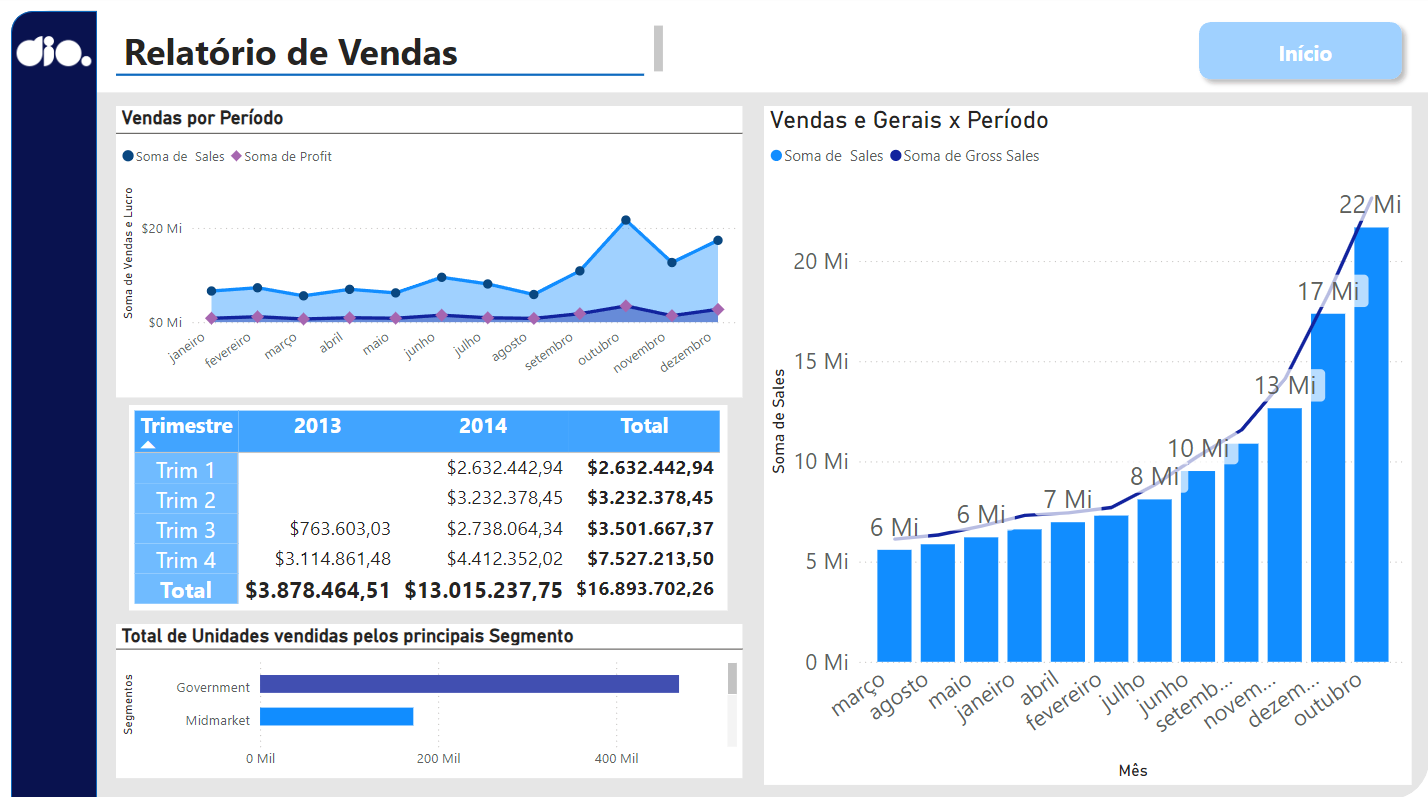 dio.
Relatório de Vendas
Início
Vendas por Período
Soma de Sales Soma de Profit
Soma de Vendas e Lucro
$20 Mi
$0 Mi
janeiro fevereiro março abril maio junho julho agosto setembro outubro novembro dezembro
Trimestre 2013 2014 Total
Trim 1 $2.632.442,94 $2.632.442,94
Trim 2 $3.232.378,45 $3.232.378,45
Trim 3 $763.603,03 $2.738.064,34 $3.501.667,37
Trim 4 $3.114.861,48 $4.412.352,02 $7.527.213,50
Total $3.878.464,51 $13.015.237,75 $16.893.702,26
Total de Unidades vendidas pelos principais Segmento
Segmentos
Government
Midmarket
0 Mil 200 Mil 400 Mil
Vendas e Gerais x Período
Soma de Sales Soma de Gross Sales
Soma de Sales
20 Mi
15 Mi
10 Mi
5 Mi
0 Mi
6 Mi 6 Mi 7 Mi 8 Mi 10 Mi 13 Mi 17 Mi 22 Mi
março agosto maio janeiro abril fevereiro julho junho setemb... novem... dezem... outubro
Mês